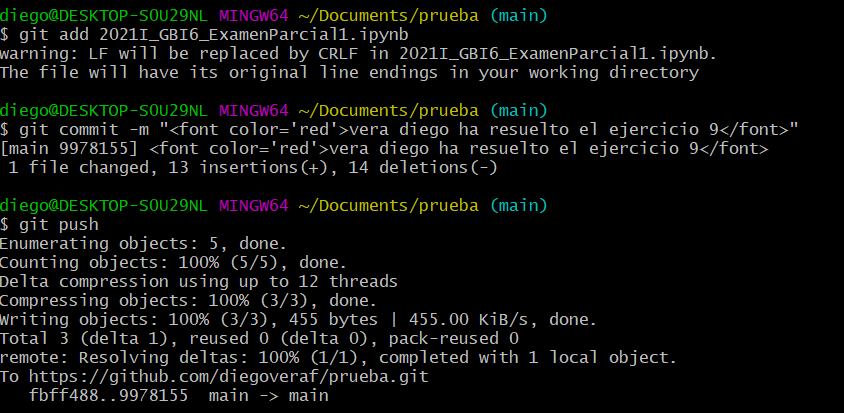 diego@DESKTOP-SOU29NL MINGW64 ~/Documents/prueba (main)
$ git add 2021I_GBI6_ExamenParcial1.ipynb
warning: LF will be replaced by CRLF in 2021I_GBI6_ExamenParcial1.ipynb.
The file will have its original line endings in your working directory
diego@DESKTOP-SOU29NL MINGW64 ~/Documents/prueba (main)
$ git commit -m "<font color='red'>vera diego ha resuelto el ejercicio 9</font>"
[main 9978155] <font color='red'>vera diego ha resuelto el ejercicio 9</font>
 1 file changed, 13 insertions(+), 14 deletions(-)
diego@DESKTOP-SOU29NL MINGW64 ~/Documents/prueba (main)
$ git push
Enumerating objects: 5, done.
Counting objects: 100% (5/5), done.
Delta compression using up to 12 threads
Compressing objects: 100% (3/3), done.
Writing objects: 100% (3/3), 455 bytes | 455.00 KiB/s, done.
Total 3 (delta 1), reused 0 (delta 0), pack-reused 0
remote: Resolving deltas: 100% (1/1), completed with 1 local object.
To https://github.com/diegoveraf/prueba.git
   fbff488..9978155  main -> main